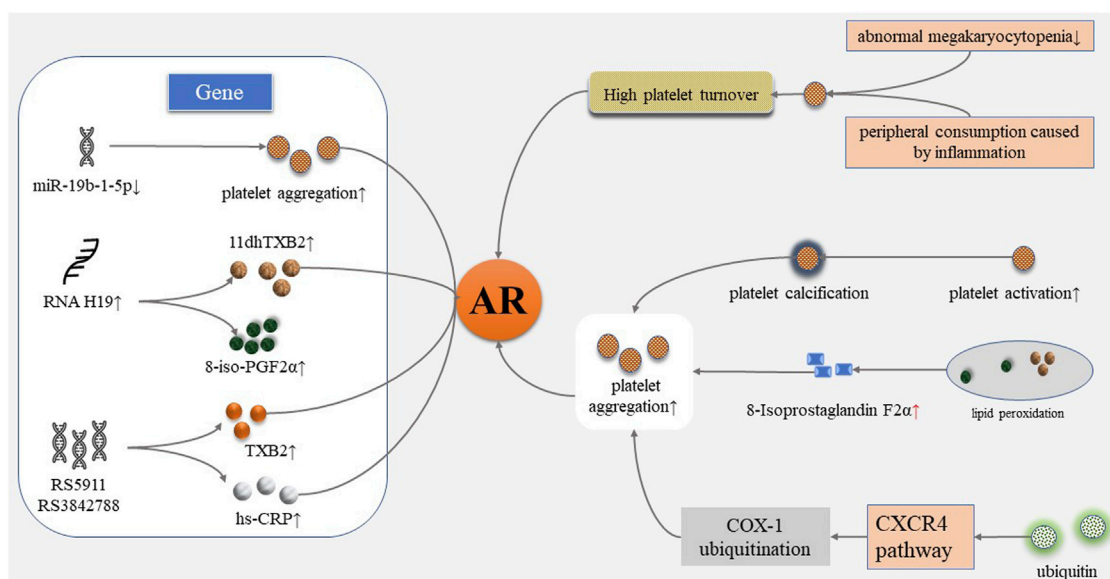 Gene
miR-19b-1-5p↓
platelet aggregation↑
RNA H19↑
11dhTXB2↑
8-iso-PGF2α↑
RS5911
RS3842788
TXB2↑
hs-CRP↑
AR
High platelet turnover
abnormal megakaryocytopenia↓
peripheral consumption caused
by inflammation
platelet calcification
platelet activation↑
platelet
aggregation↑
8-Isoprostaglandin F2α↑
lipid peroxidation
COX-1
ubiquitination
CXCR4
pathway
ubiquitin